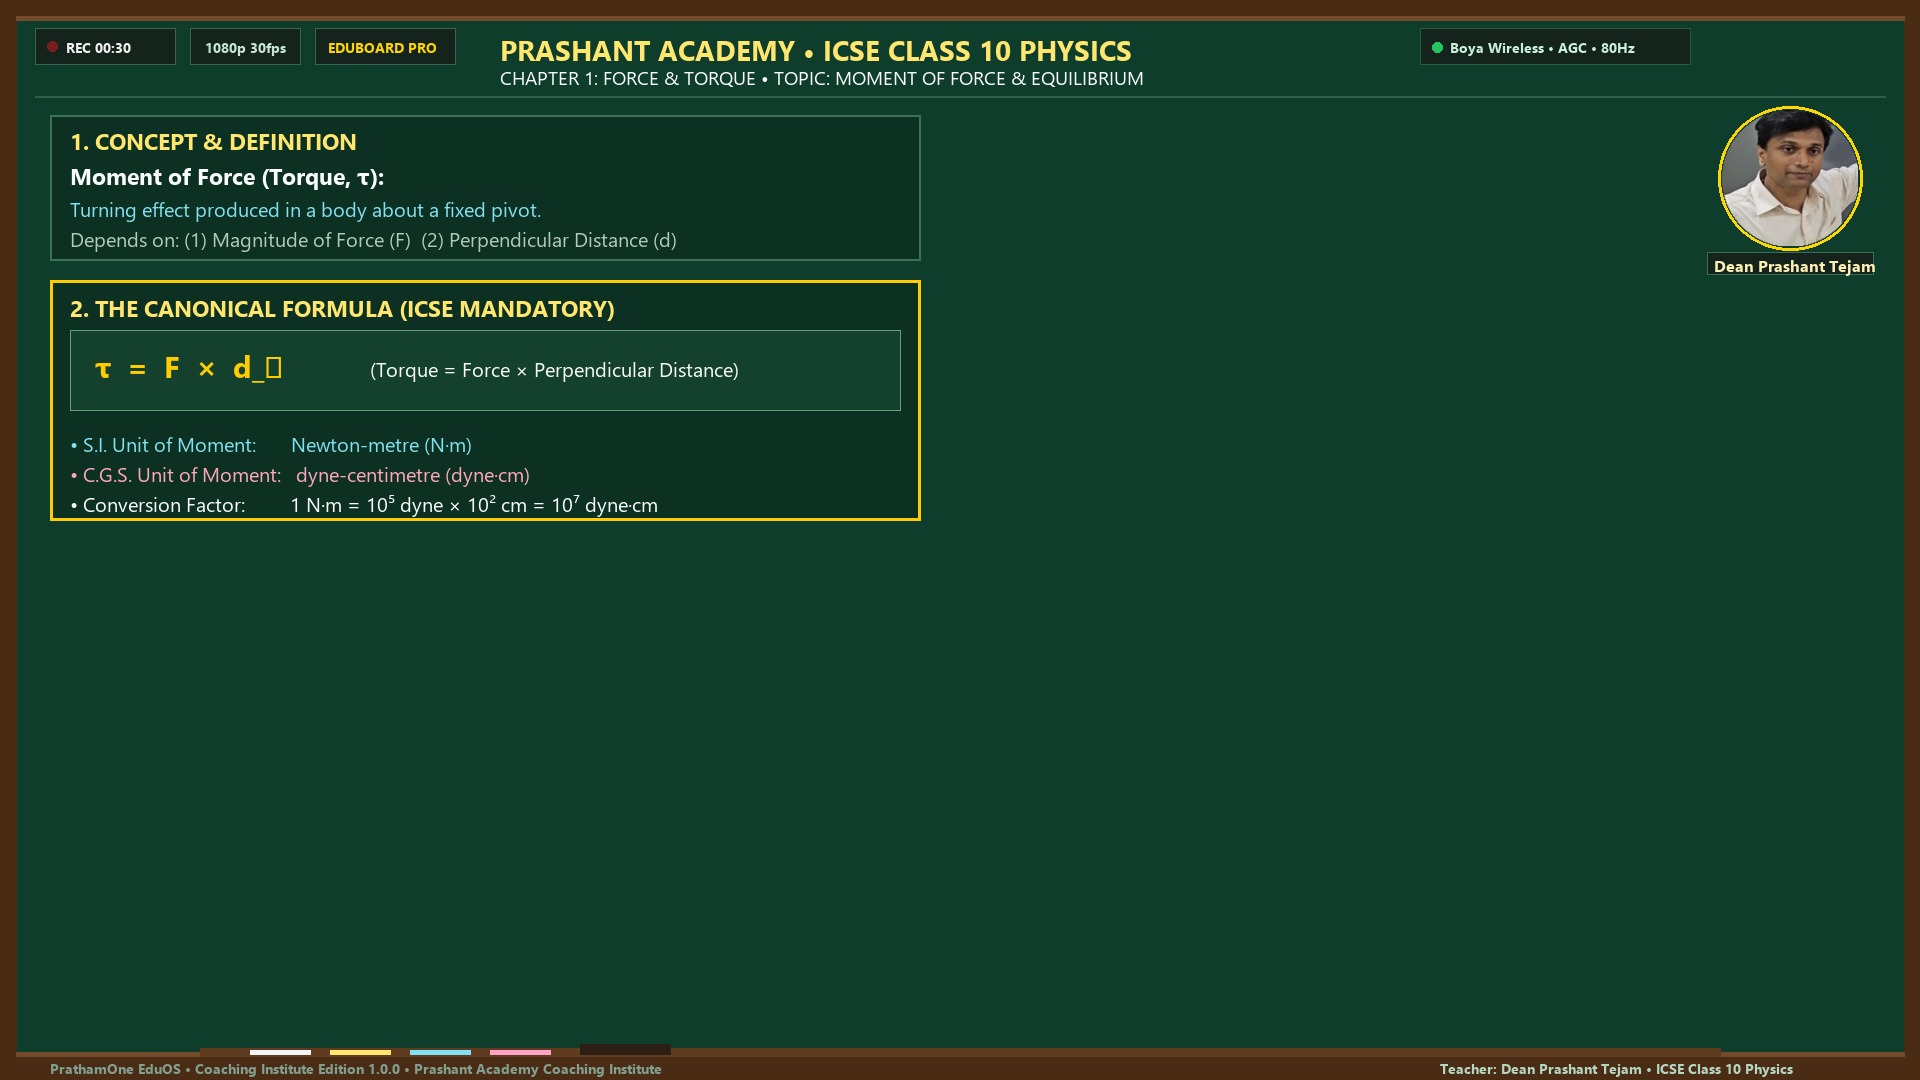 REC 00:30
1080p 30fps
EDUBOARD PRO
PRASHANT ACADEMY • ICSE CLASS 10 PHYSICS
CHAPTER 1: FORCE & TORQUE • TOPIC: MOMENT OF FORCE & EQUILIBRIUM
Boya Wireless • AGC • 80Hz
Dean Prashant Tejam
1. CONCEPT & DEFINITION
Moment of Force (Torque, τ):
Turning effect produced in a body about a fixed pivot.
Depends on: (1) Magnitude of Force (F) (2) Perpendicular Distance (d)
2. THE CANONICAL FORMULA (ICSE MANDATORY)
τ = F × d_▯ (Torque = Force × Perpendicular Distance)
• S.I. Unit of Moment: Newton-metre (N·m)
• C.G.S. Unit of Moment: dyne-centimetre (dyne·cm)
• Conversion Factor: 1 N·m = 10⁵ dyne × 10² cm = 10⁷ dyne·cm
PrathamOne EduOS • Coaching Institute Edition 1.0.0 • Prashant Academy Coaching Institute
Teacher: Dean Prashant Tejam • ICSE Class 10 Physics